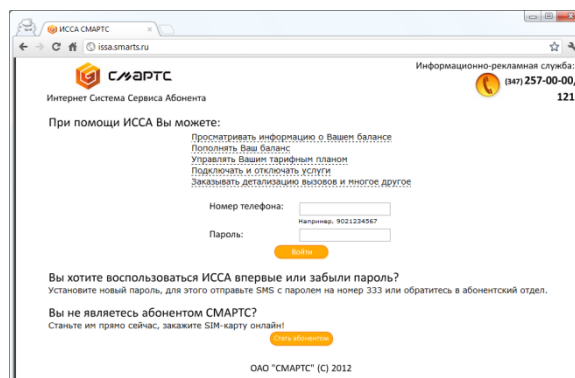 ИССА СМАРТС
issa.smarts.ru
Информационно-рекламная служба:
СМАРТС
(347) 257-00-00,
121
Интернет Система Сервиса Абонента
При помощи ИССА Вы можете:
Просматривать информацию о Вашем балансе
Пополнять Ваш баланс
Управлять Вашим тарифным планом
Подключать и отключать услуги
Заказывать детализацию вызовов и многое другое
Номер телефона:
Например, 9021234567
Пароль:
Войти
Вы хотите воспользоваться ИССА впервые или забыли пароль?
Установите новый пароль, для этого отправьте SMS с паролем на номер 333 или обратитесь в абонентский отдел.
Вы не являетесь абонентом СМАРТС?
Станьте им прямо сейчас, закажите SIM-карту онлайн!
Стать абонентом
ОАО "СМАРТС" (C) 2012